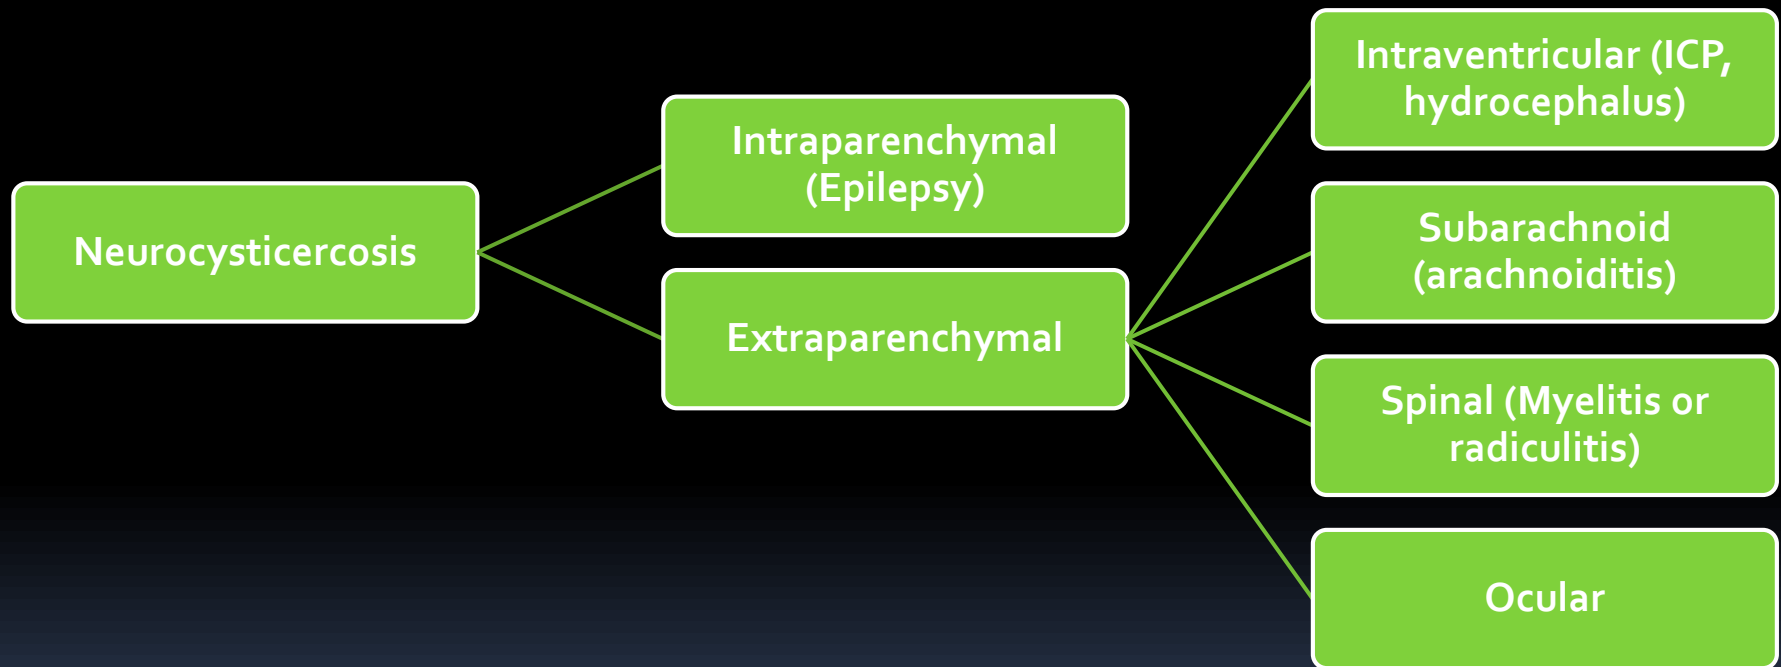 Neurocysticercosis
Intraparenchymal
(Epilepsy)
Extraparenchymal
Intraventricular (ICP,
hydrocephalus)
Subarachnoid
(arachnoiditis)
Spinal (Myelitis or
radiculitis)
Ocular